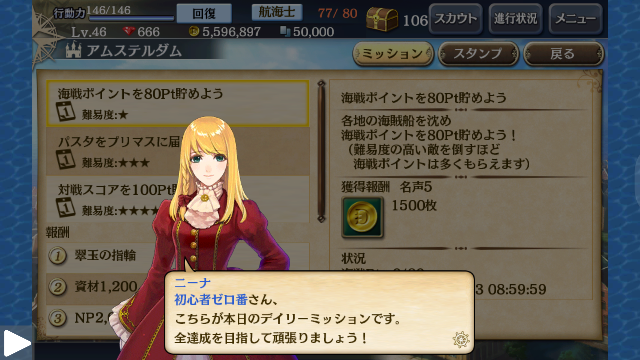 行動力 146/146 回復 航海士 77/ 80 106 スカウト 進行状況 メニュー
Lv.46 666 5,596,897 50,000
アムステルダム ミッション スタンプ 戻る
海戦ポイントを80Pt貯めよう
難易度:★
パスタをプリマスに届
難易度:★★★
対戦スコアを100Pt
難易度:★★★★
報酬
1 翠玉の指輪
2 資材1,200
3 NP2,
海戦ポイントを80Pt貯めよう
各地の海賊船を沈め
海戦ポイントを80Pt貯めよう!
(難易度の高い敵を倒すほど
海戦ポイントは多くもらえます)
獲得報酬 名声5
1500枚
状況
3 08:59:59
ニーナ
初心者ゼロ番さん、
こちらが本日のデイリーミッションです。
全達成を目指して頑張りましょう!